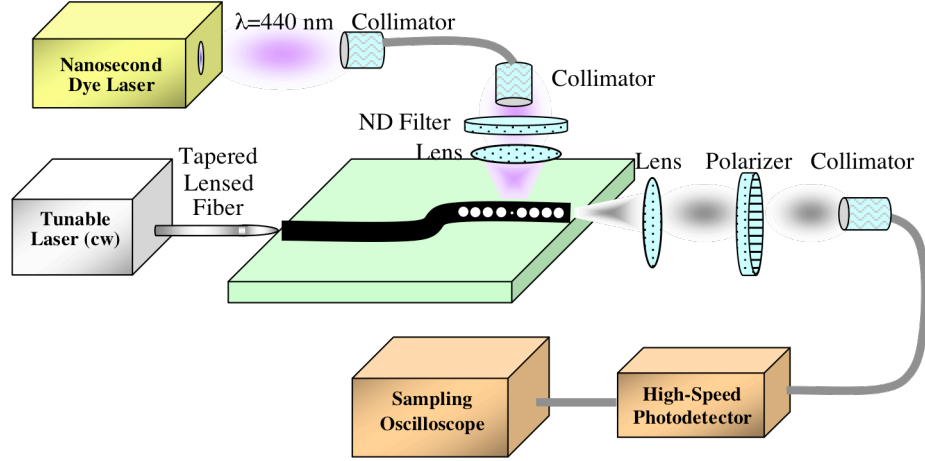 λ=440 nm
Collimator
Nanosecond
Dye Laser
Collimator
ND Filter
Lens
Tapered
Lensed
Fiber
Lens
Polarizer
Collimator
Tunable
Laser (cw)
Sampling
Oscilloscope
High-Speed
Photodetector